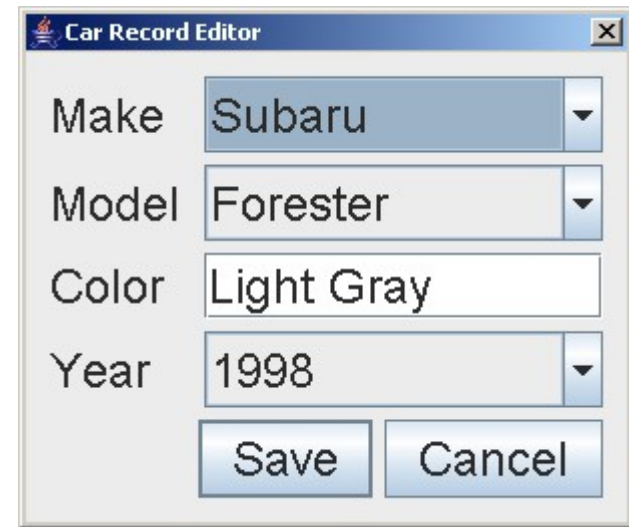 Car Record Editor
Make Subaru
Model Forester
Color Light Gray
Year 1998
Save Cancel